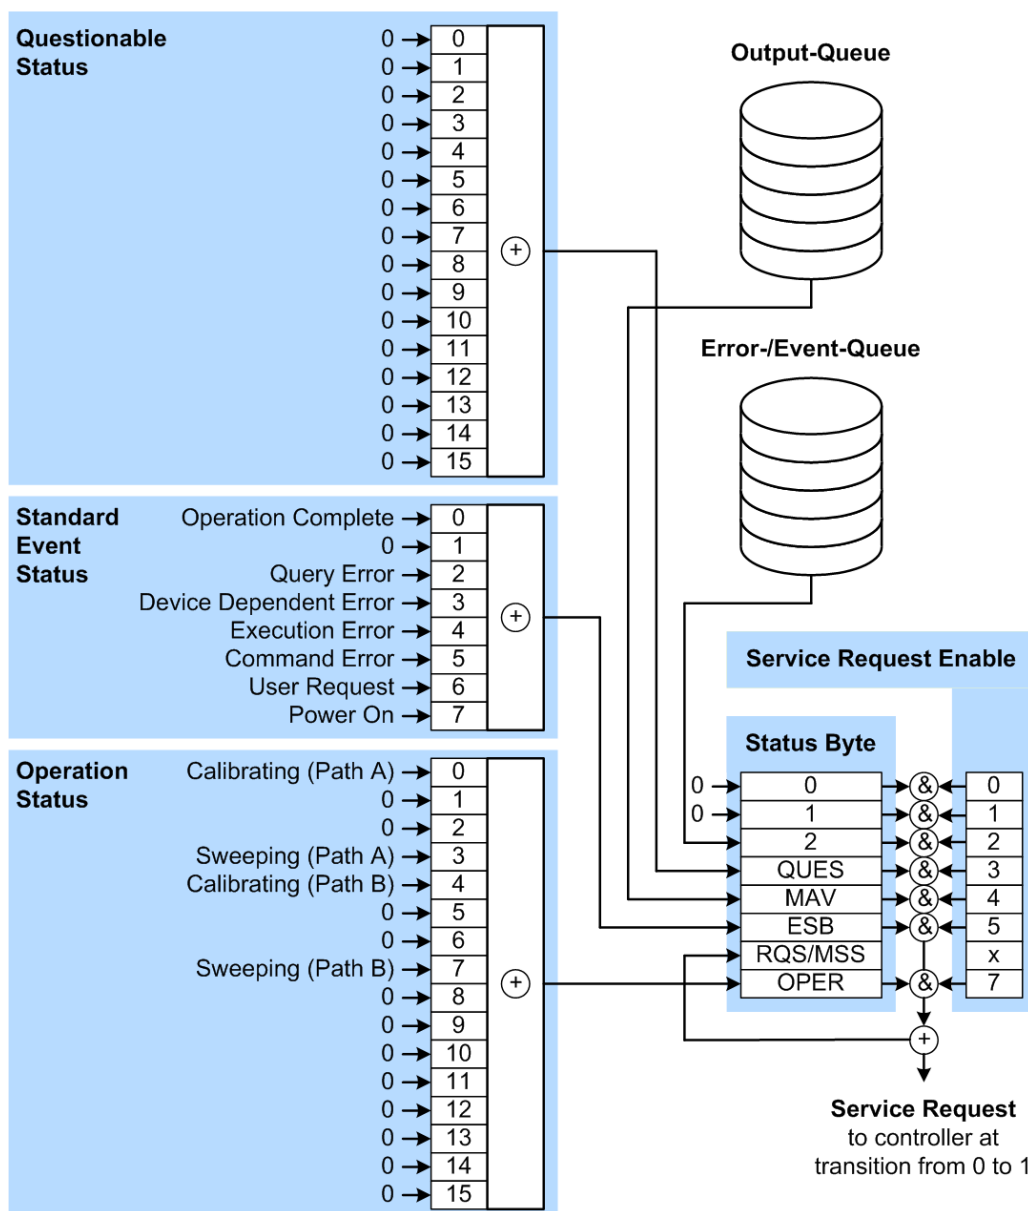 Questionable
Status
0 0
0 1
0 2
0 3
0 4
0 5
0 6
0 7
0 8
0 9
0 10
0 11
0 12
0 13
0 14
0 15
+
Output-Queue
Error-/Event-Queue
Standard
Event
Status
Operation Complete 0
0 1
Query Error 2
Device Dependent Error 3
Execution Error 4
Command Error 5
User Request 6
Power On 7
+
Operation
Status
Calibrating (Path A) 0
0 1
0 2
Sweeping (Path A) 3
Calibrating (Path B) 4
0 5
0 6
Sweeping (Path B) 7
0 8
0 9
0 10
0 11
0 12
0 13
0 14
0 15
+
Service Request Enable
Status Byte
0 0 & 0
0 1 & 1
2 & 2
QUES & 3
MAV & 4
ESB & 5
RQS/MSS x
OPER & 7
+
Service Request
to controller at
transition from 0 to 1